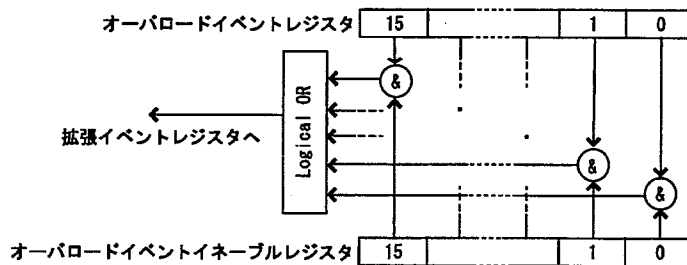 オーバロードイベントレジスタ 15 1 0
&
Logical OR
拡張イベントレジスタへ
&
&
オーバロードイベントイネーブルレジスタ 15 1 0